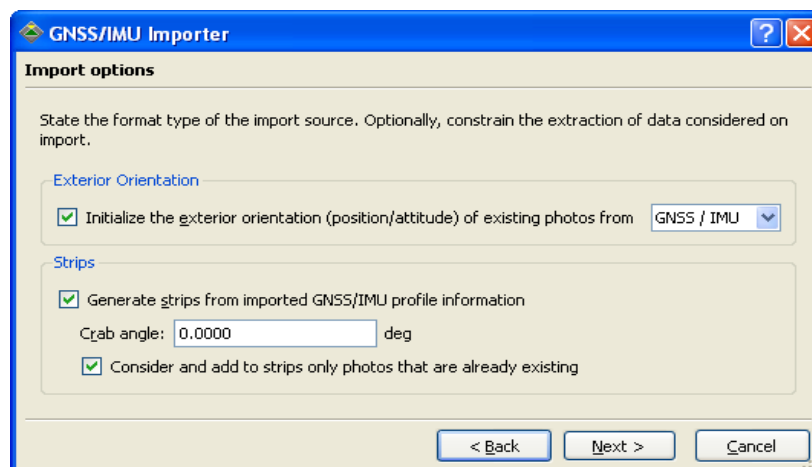 GNSS/IMU Importer
Import options
State the format type of the import source. Optionally, constrain the extraction of data considered on
import.
Exterior Orientation
Initialize the exterior orientation (position/attitude) of existing photos from GNSS / IMU
Strips
Generate strips from imported GNSS/IMU profile information
Crab angle: 0.0000 deg
Consider and add to strips only photos that are already existing
< Back Next > Cancel